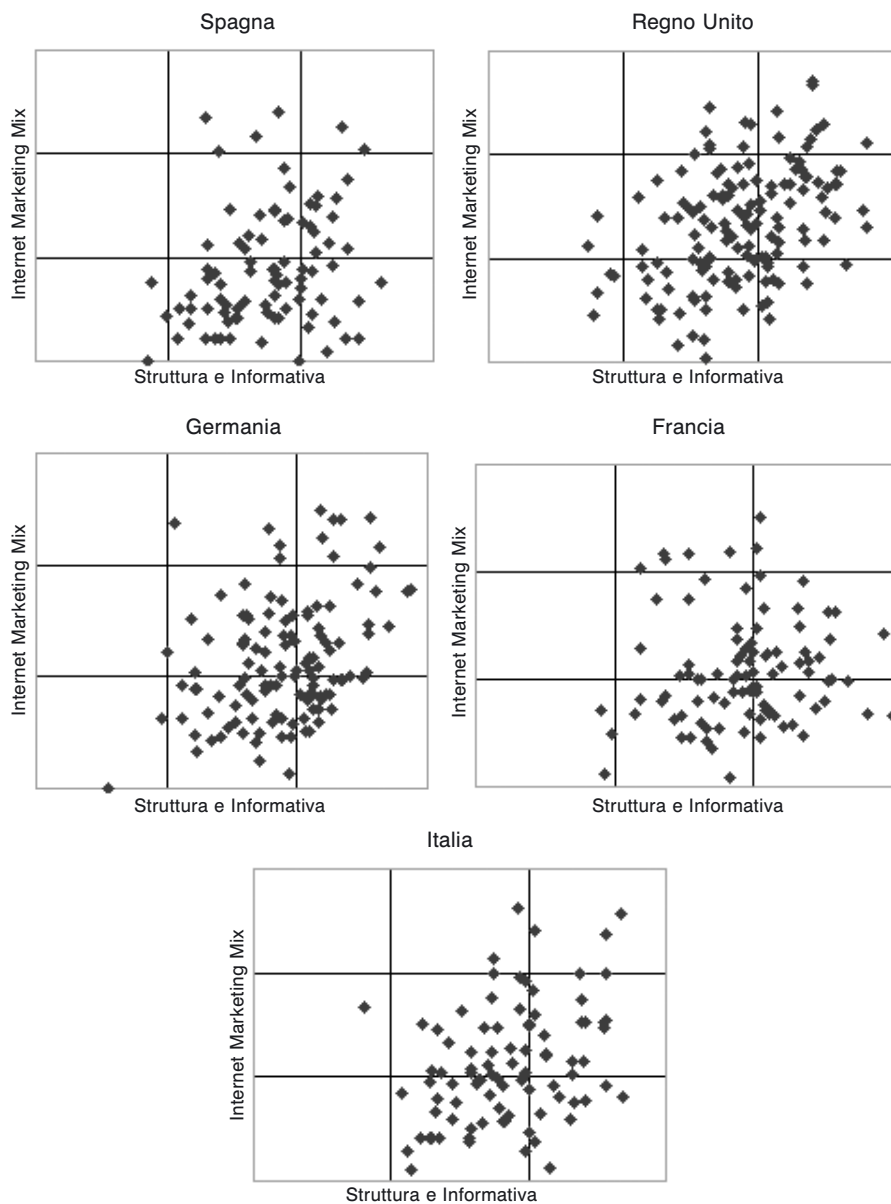 Spagna
Internet Marketing Mix
Struttura e Informativa
Regno Unito
Internet Marketing Mix
Struttura e Informativa
Germania
Internet Marketing Mix
Struttura e Informativa
Francia
Internet Marketing Mix
Struttura e Informativa
Italia
Internet Marketing Mix
Struttura e Informativa